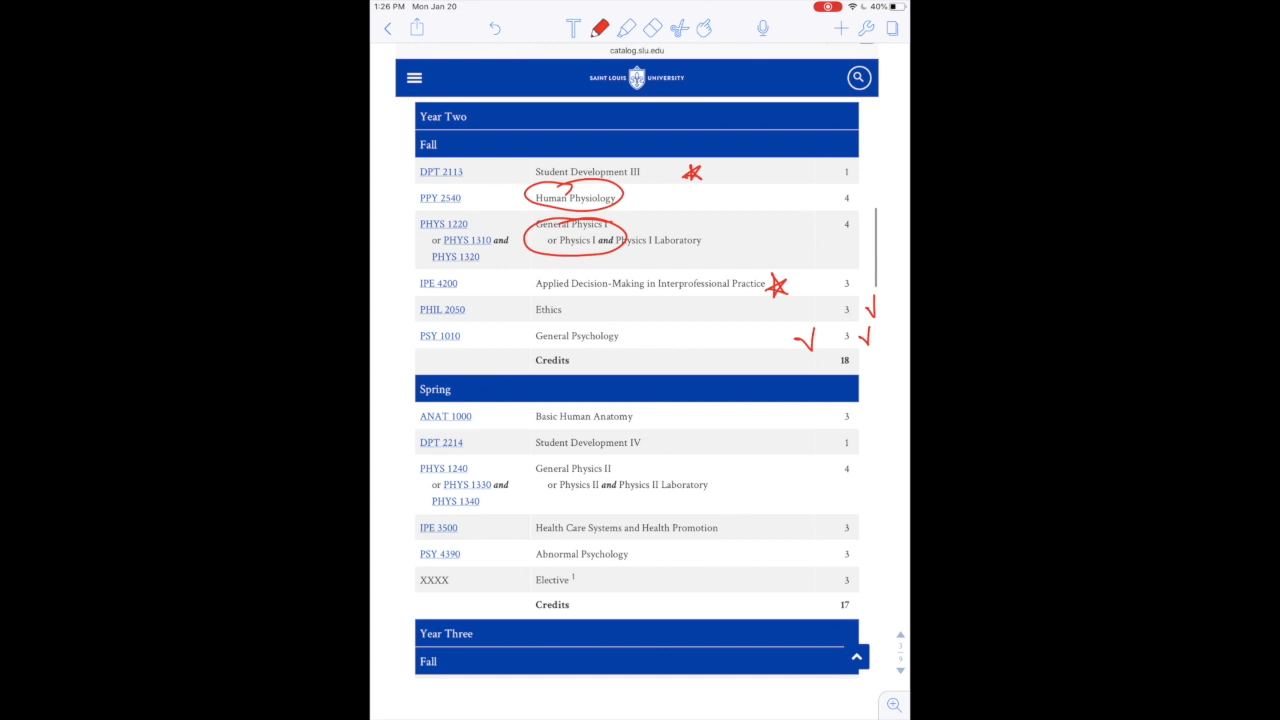 1:26 PM Mon Jan 20 40%
T
catalog.slu.edu
SAINT LOUIS UNIVERSITY
Year Two
Fall
DPT 2113 Student Development III 1
PPY 2540 Human Physiology 4
PHYS 1220 General Physics I 4
or PHYS 1310 and or Physics I and Physics I Laboratory
PHYS 1320
IPE 4200 Applied Decision-Making in Interprofessional Practice 3
PHIL 2050 Ethics 3
PSY 1010 General Psychology 3
Credits 18
Spring
ANAT 1000 Basic Human Anatomy 3
DPT 2214 Student Development IV 1
PHYS 1240 General Physics II 4
or PHYS 1330 and or Physics II and Physics II Laboratory
PHYS 1340
IPE 3500 Health Care Systems and Health Promotion 3
PSY 4390 Abnormal Psychology 3
XXXX Elective 1 3
Credits 17
Year Three
Fall
3
9